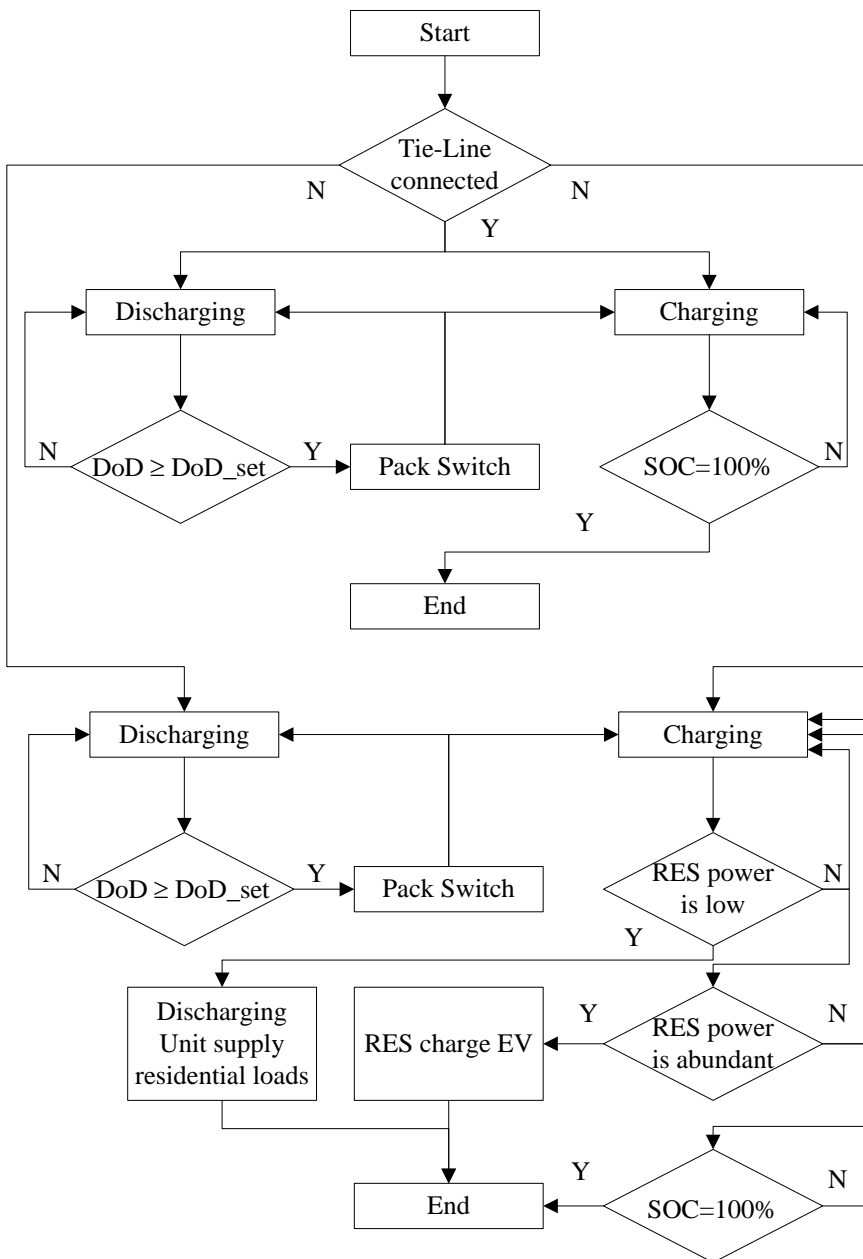 Start
Tie-Line
connected
N
N
Y
Discharging
Charging
N
DoD ≥ DoD_set
Y
Pack Switch
SOC=100%
N
Y
End
Discharging
Charging
N
DoD ≥ DoD_set
Y
Pack Switch
RES power
is low
N
Y
Discharging
Unit supply
residential loads
RES charge EV
Y
RES power
is abundant
N
End
Y
SOC=100%
N